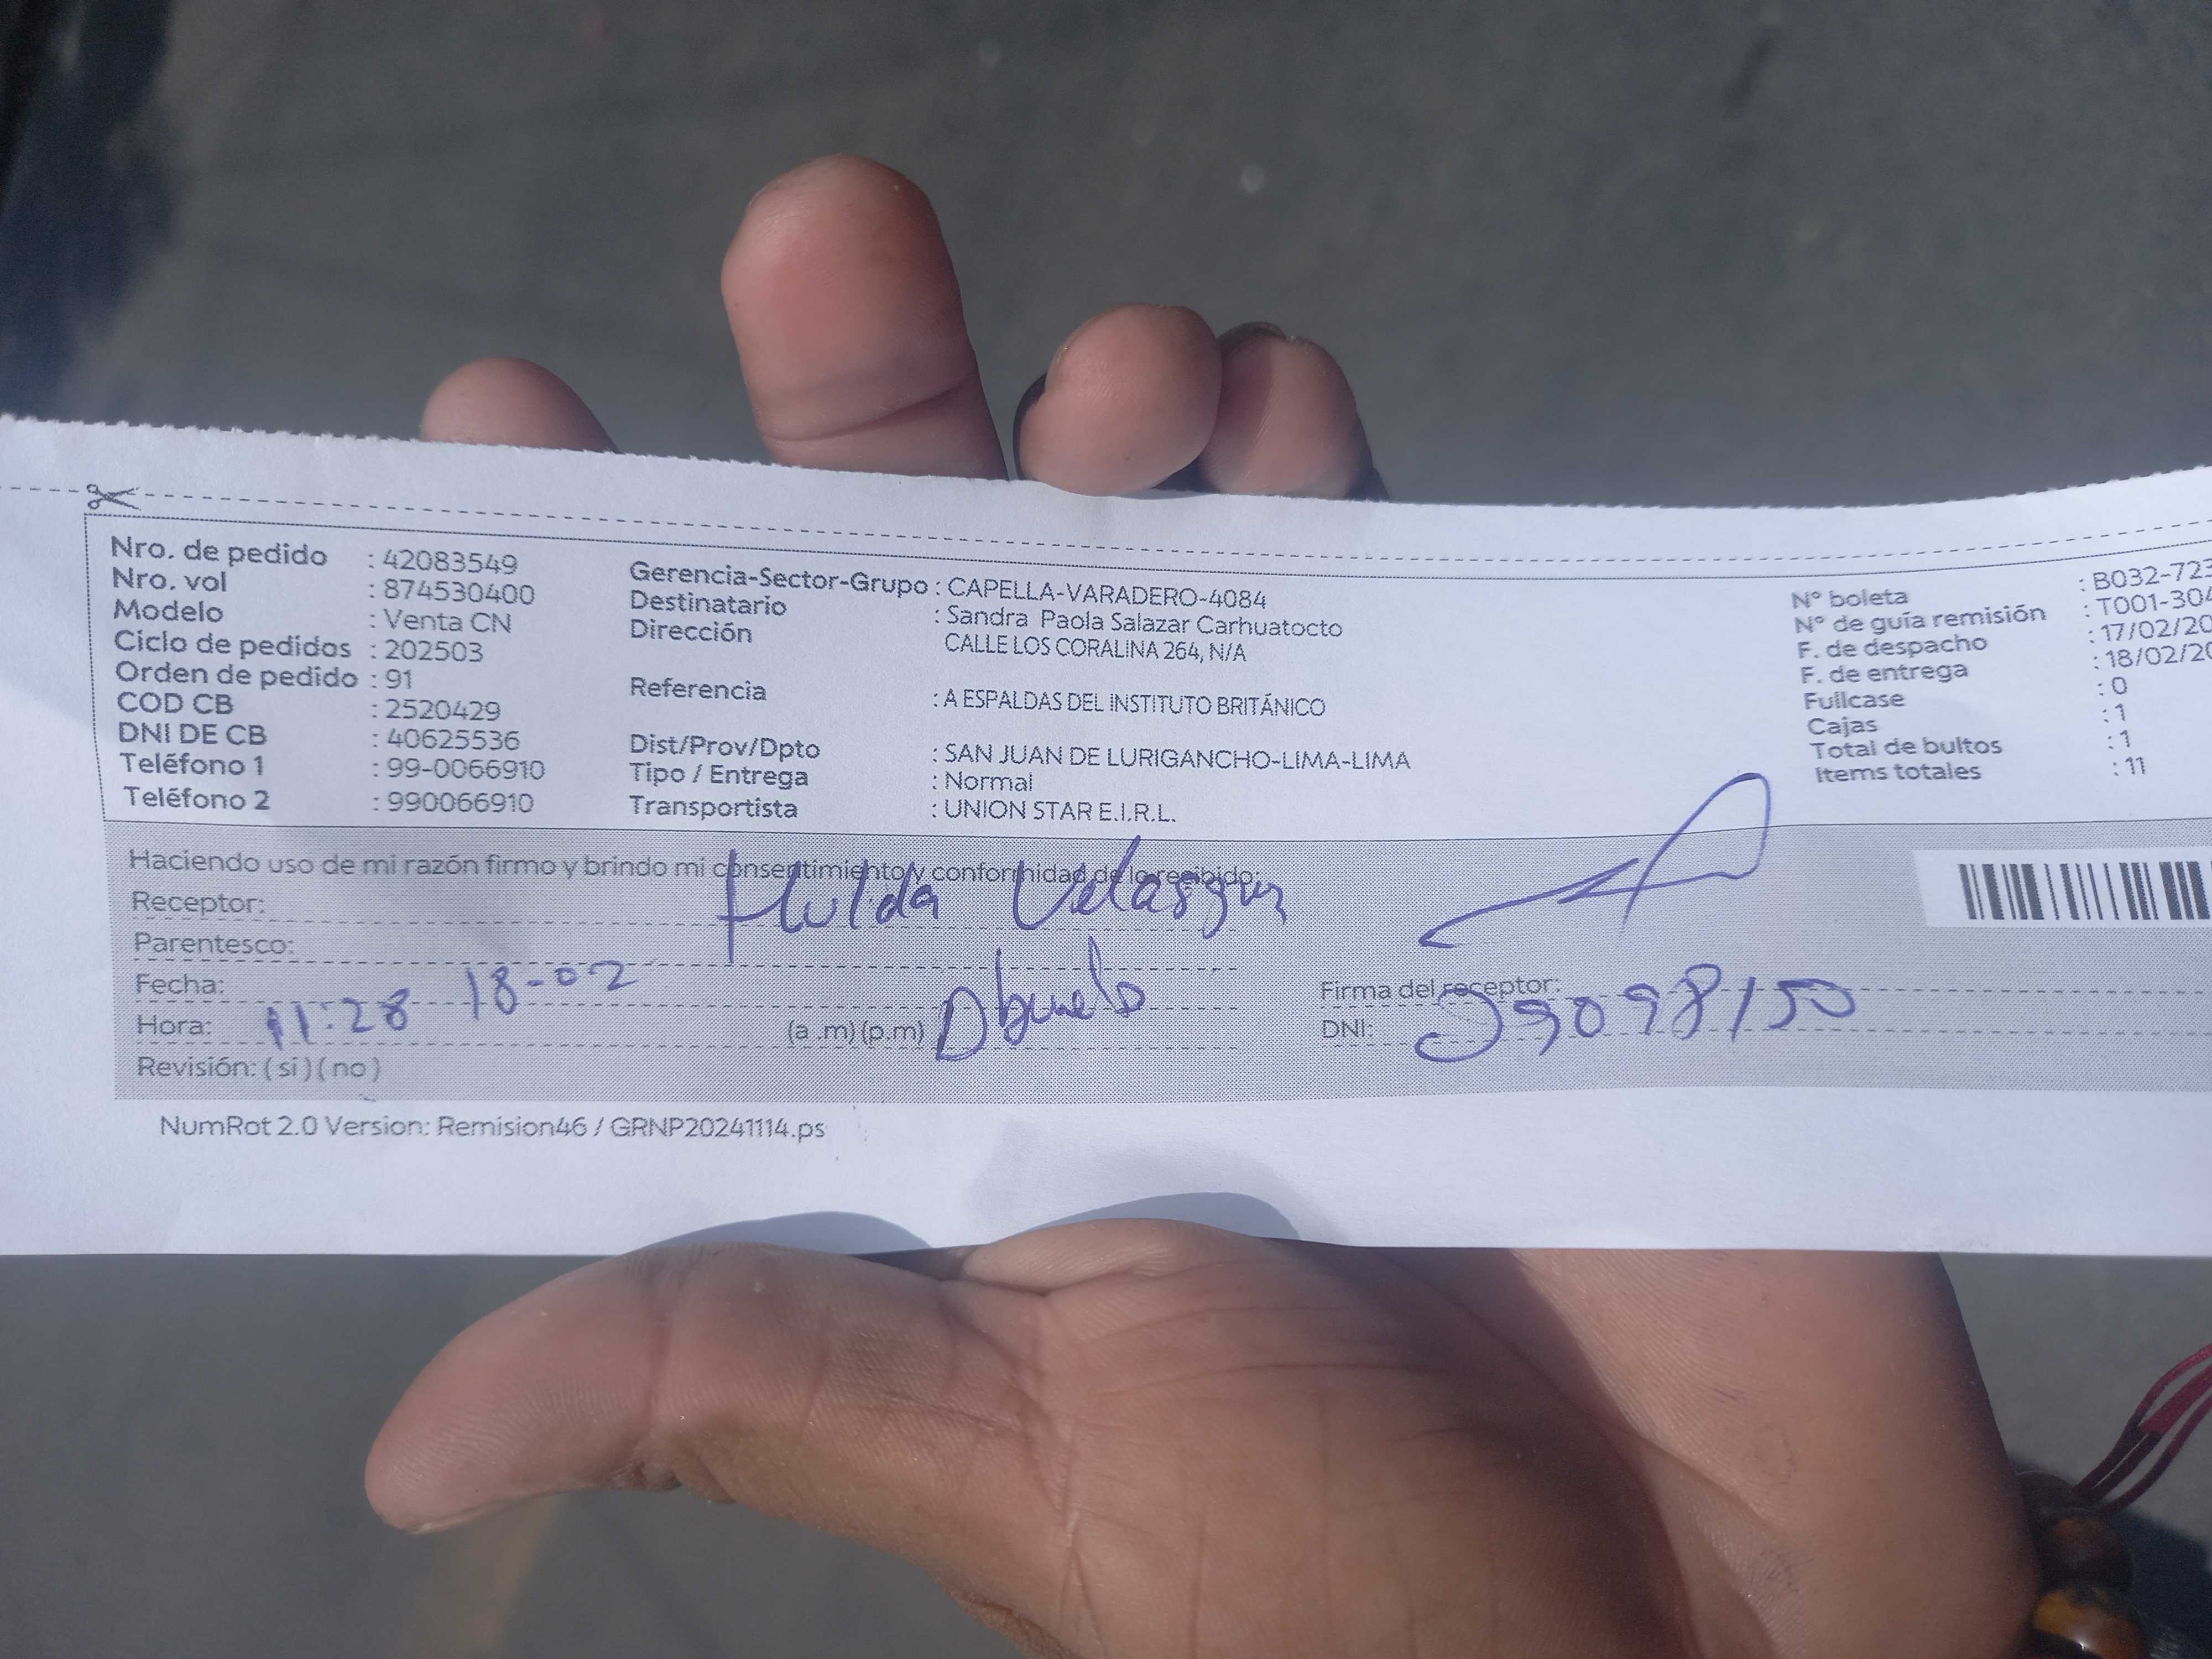 Nro. de pedido : 42083549
Nro. vol : 874530400
Modelo : Venta CN
Ciclo de pedidos : 202503
Orden de pedido : 91
COD CB : 2520429
DNI DE CB : 40625536
Teléfono 1 : 99-0066910
Teléfono 2 : 990066910
Gerencia-Sector-Grupo : CAPELLA-VARADERO-4084
Destinatario : Sandra Paola Salazar Carhuatocto
Dirección CALLE LOS CORALINA 264, N/A
Referencia : A ESPALDAS DEL INSTITUTO BRITÁNICO
Dist/Prov/Dpto : SAN JUAN DE LURIGANCHO-LIMA-LIMA
Tipo / Entrega : Normal
Transportista : UNION STAR E.I.R.L.
N° boleta : B032-723
N° de guía remisión : T001-304
F. de despacho : 17/02/20
F. de entrega : 18/02/20
Fullcase : 0
Cajas : 1
Total de bultos : 1
Items totales : 11
Haciendo uso de mi razón firmo y brindo mi consentimiento y conformidad de lo recibido:
Receptor: Hulda
Parentesco:
Fecha: 18-02
Hora: 11:28 (a .m) (p.m)
Revisión: ( si ) ( no )
Firma del receptor:
DNI:
NumRot 2.0 Version: Remision46 / GRNP20241114.ps